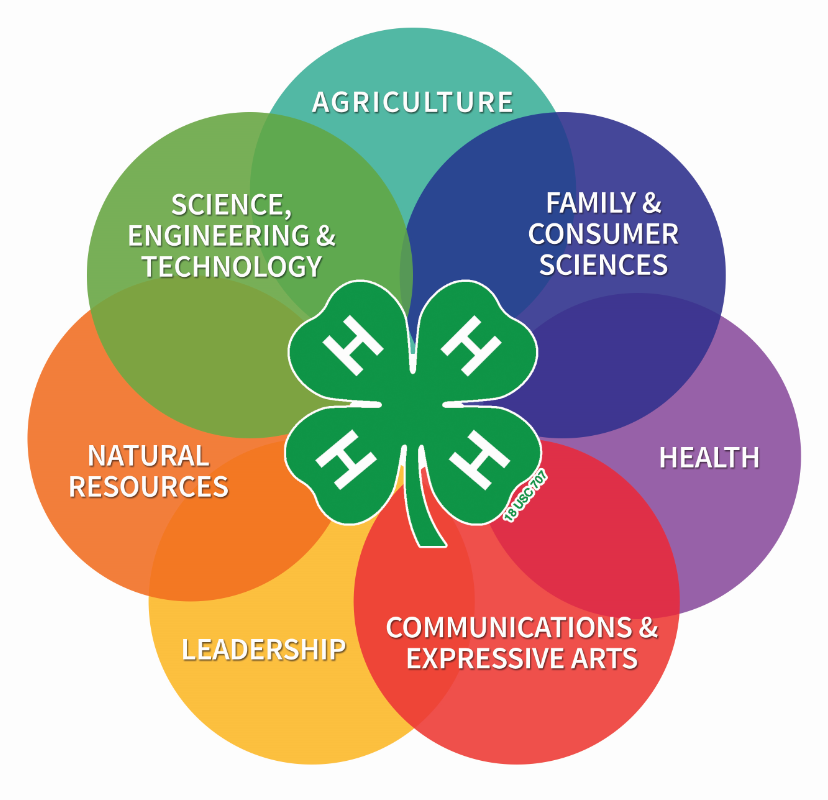 AGRICULTURE
SCIENCE,
ENGINEERING &
TECHNOLOGY
FAMILY &
CONSUMER
SCIENCES
H H
H H
18 USC 707
NATURAL
RESOURCES
HEALTH
LEADERSHIP
COMMUNICATIONS &
EXPRESSIVE ARTS